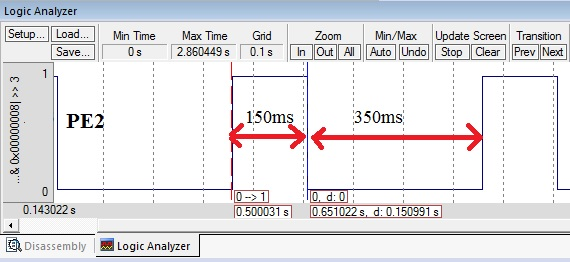 Logic Analyzer
Setup... Load... Min Time Max Time Grid Zoom Min/Max Update Screen Transition
Save... 0 s 2.860449 s 0.1 s In Out All Auto Undo Stop Clear Prev Next
1
...& 0x00000008| >> 3
PE2
150ms
350ms
0
0 --> 1
0, d: 0
0.143022 s
0.500031 s
0.651022 s, d: 0.150991 s
Disassembly
Logic Analyzer